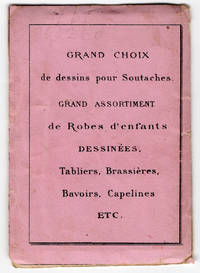 GRAND CHOIX
de dessins pour Soutaches.
GRAND ASSORTIMENT
de Robes d'enfants
DESSINÉES,
Tabliers, Brassières,
Bavoirs, Capelines
ETC.